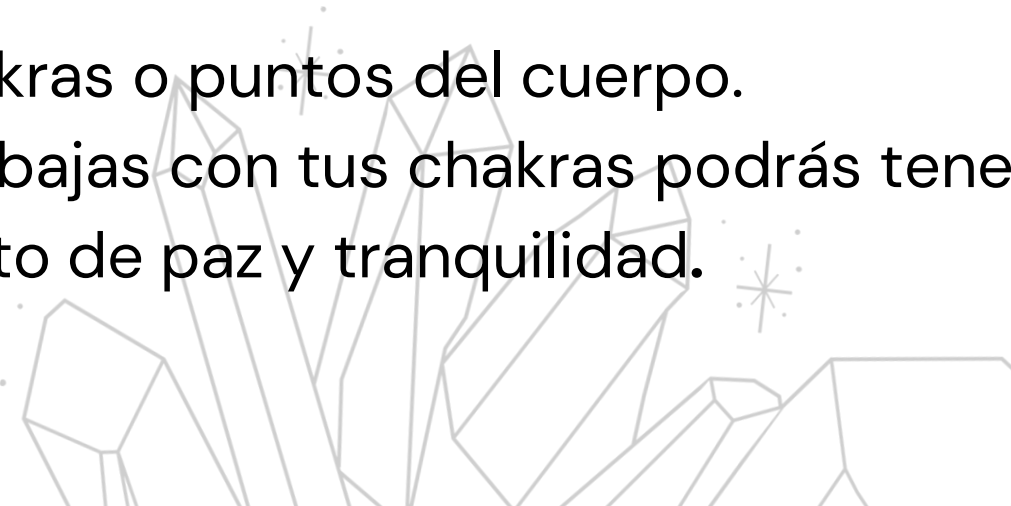 kras o puntos del cuerpo.
bajas con tus chakras podrás tene
to de paz y tranquilidad.